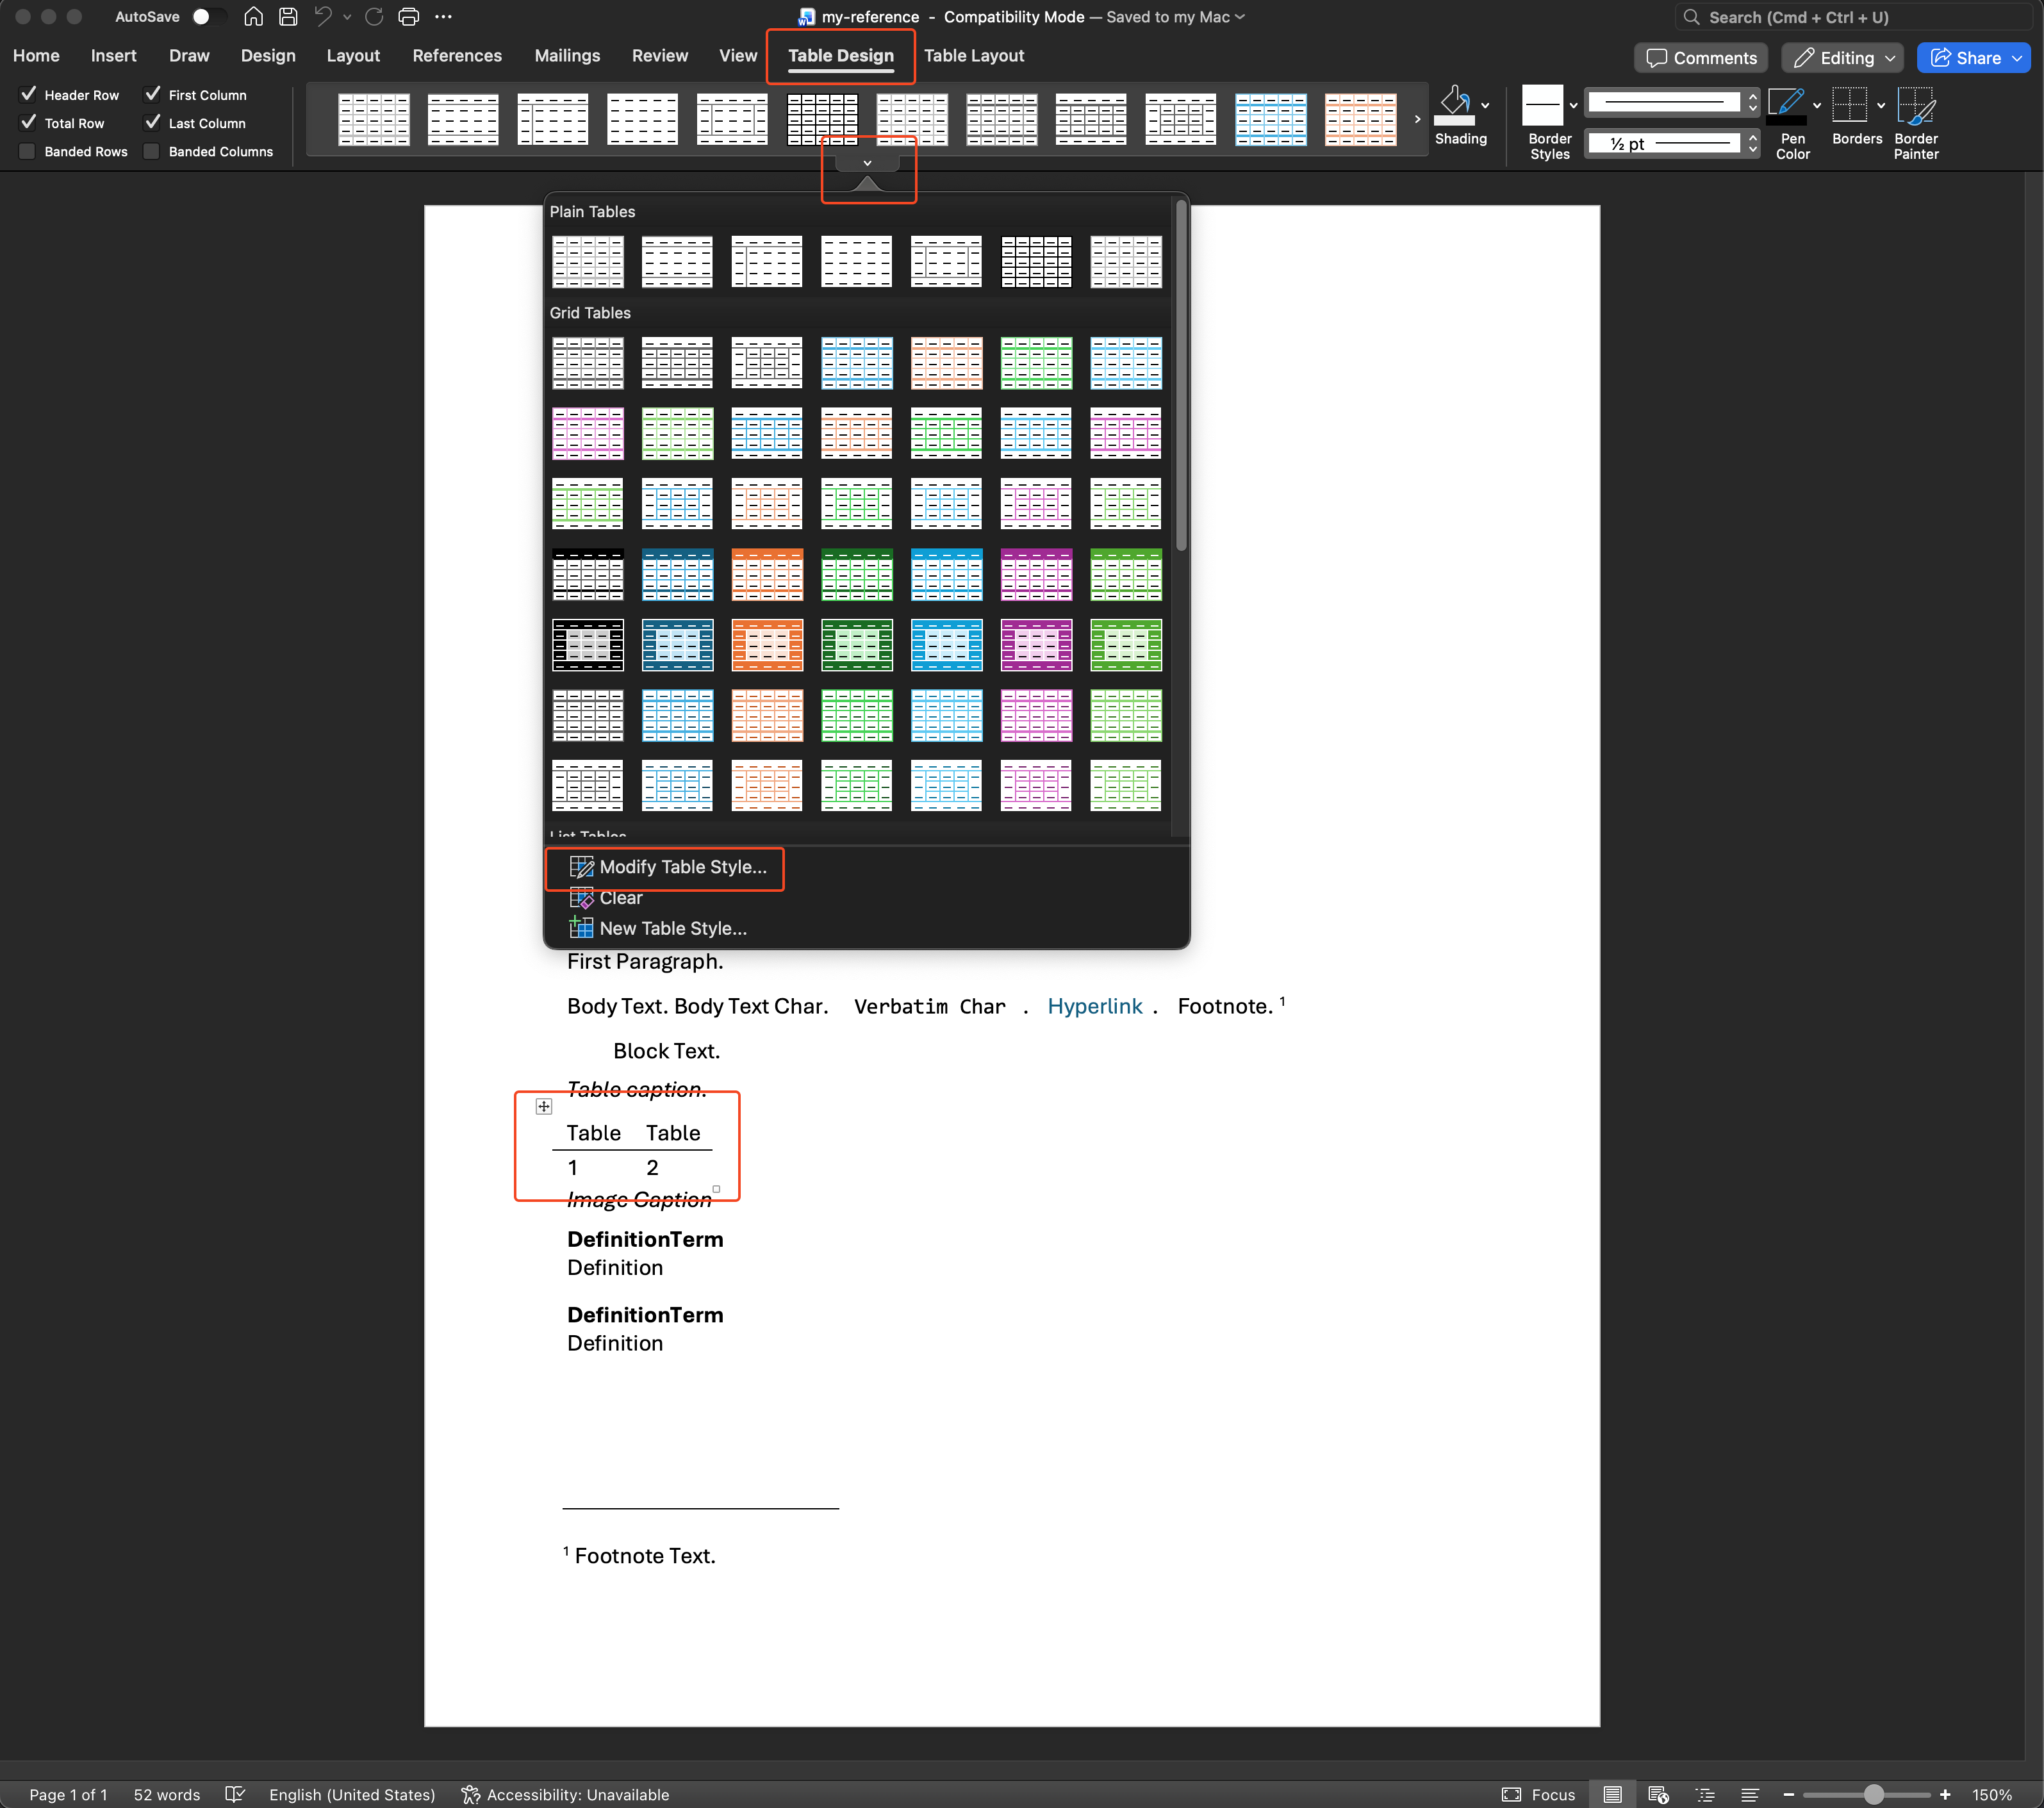 AutoSave
my-reference - Compatibility Mode — Saved to my Mac
Search (Cmd + Ctrl + U)
Home Insert Draw Design Layout References Mailings Review View Table Design Table Layout
Comments Editing Share
Header Row First Column
Total Row Last Column
Banded Rows Banded Columns
Shading
Border Styles
½ pt
Pen Color
Borders
Border Painter
Plain Tables
Grid Tables
List Tables
Modify Table Style...
Clear
New Table Style...
First Paragraph.
Body Text. Body Text Char. Verbatim Char . Hyperlink . Footnote. 1
Block Text.
Table caption.
Table Table
1 2
Image Caption
DefinitionTerm
Definition
DefinitionTerm
Definition
1 Footnote Text.
Page 1 of 1 52 words English (United States) Accessibility: Unavailable Focus 150%